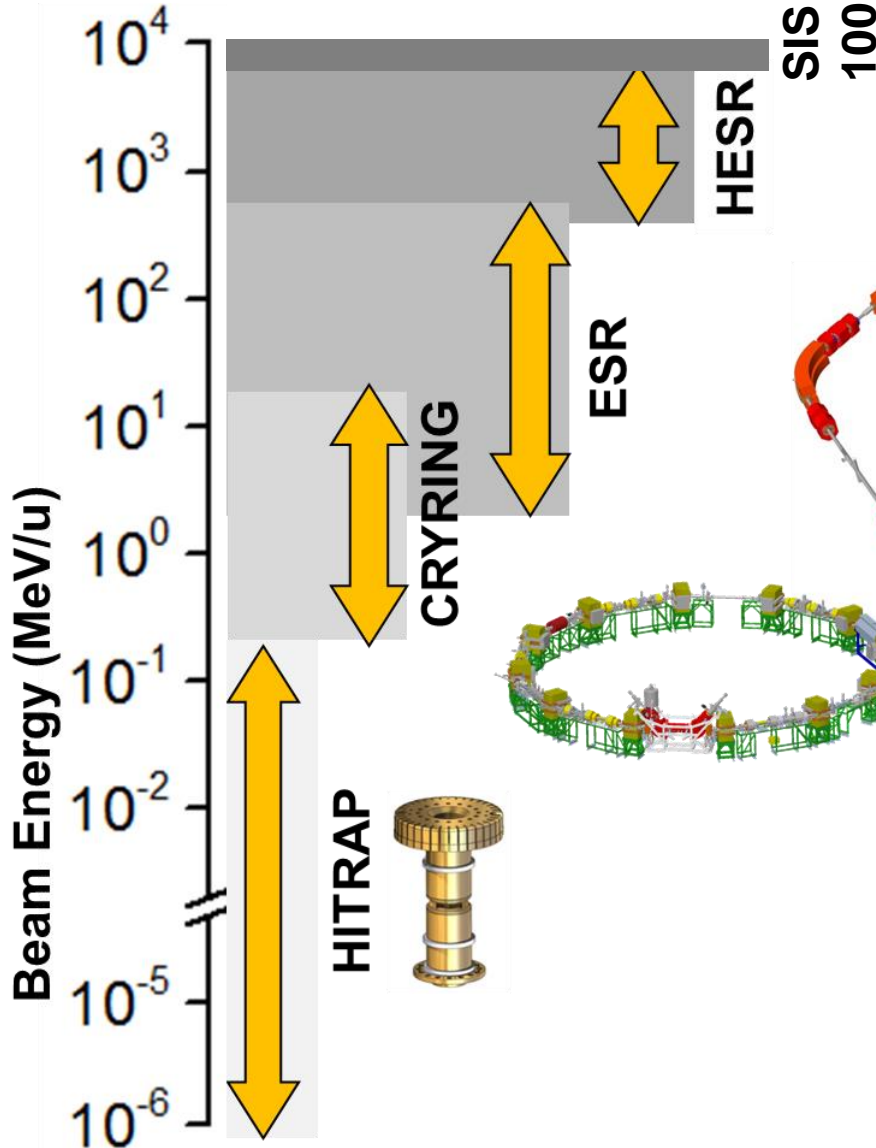 Beam Energy (MeV/u)
10⁴
10³
10²
10¹
10⁰
10⁻¹
10⁻²
10⁻⁵
10⁻⁶
HITRAP
CRYRING
ESR
HESR
SIS
100